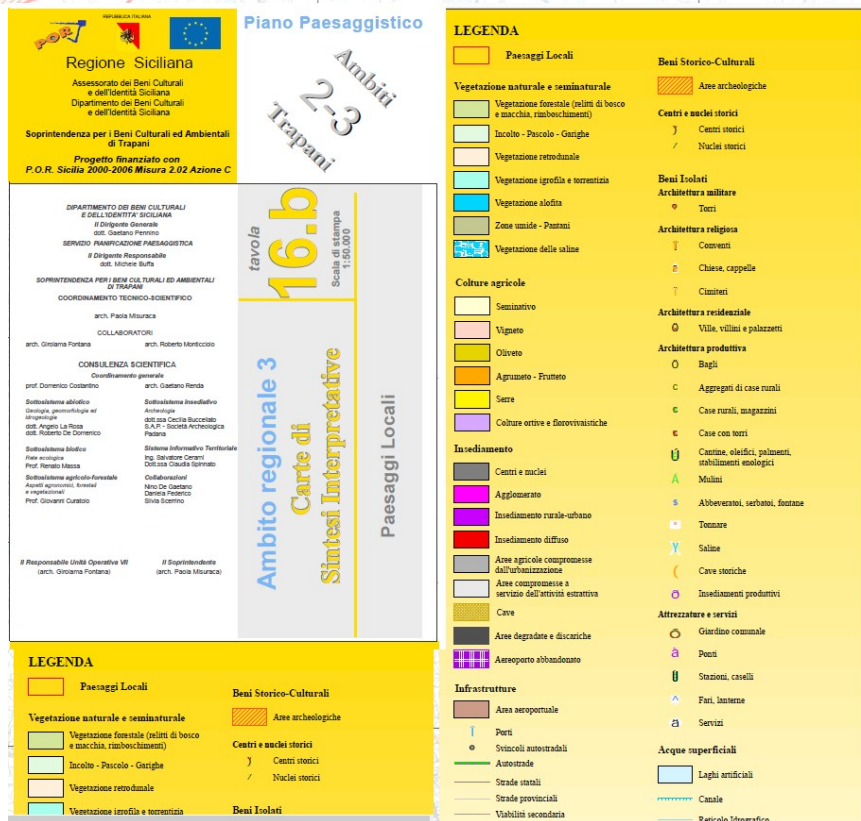 REPUBBLICA ITALIANA
POR
Regione Siciliana
Assessorato dei Beni Culturali
e dell'Identità Siciliana
Dipartimento dei Beni Culturali
e dell'Identità Siciliana
Soprintendenza per i Beni Culturali ed Ambientali
di Trapani
Progetto finanziato con
P.O.R. Sicilia 2000-2006 Misura 2.02 Azione C
Piano Paesaggistico
Ambiti
2-3
Trapani
DIPARTIMENTO DEI BENI CULTURALI
E DELL'IDENTITA' SICILIANA
Il Dirigente Generale
dott. Gaetano Pennino
SERVIZIO PIANIFICAZIONE PAESAGGISTICA
Il Dirigente Responsabile
dott. Michele Buffa
SOPRINTENDENZA PER I BENI CULTURALI ED AMBIENTALI
DI TRAPANI
COORDINAMENTO TECNICO-SCIENTIFICO
arch. Paola Misuraca
COLLABORATORI
arch. Girolama Fontana arch. Roberto Monticciolo
CONSULENZA SCIENTIFICA
Coordinamento generale
prof. Domenico Costantino arch. Gaetano Renda
Sottosistema abiotico
Geologia, geomorfologia ed
idrogeologia
dott. Angelo La Rosa
dott. Roberto De Domenico
Sottosistema insediativo
Archeologia
dott.ssa Cecilia Buccellato
S.A.P. - Società Archeologica
Padana
Sottosistema biotico
Rete ecologica
Prof. Renato Massa
Sistema Informativo Territoriale
Ing. Salvatore Cerami
Dott.ssa Claudia Spinnato
Sottosistema agricolo-forestale
Aspetti agronomici, forestali
e vegetazionali
Prof. Giovanni Curatolo
Collaborazioni
Nino De Gaetano
Daniela Federico
Silvia Scerrino
Il Responsabile Unità Operativa VII
(arch. Girolama Fontana)
Il Soprintendente
(arch. Paola Misuraca)
tavola
16.b
Scala di stampa
1:50.000
Ambito regionale 3
Carte di
Sintesi Interpretative
Paesaggi Locali
LEGENDA
Paesaggi Locali
Vegetazione naturale e seminaturale
Vegetazione forestale (relitti di bosco
e macchia, rimboschimenti)
Incolto - Pascolo - Garighe
Vegetazione retrodunale
Vegetazione igrofila e torrentizia
Beni Storico-Culturali
Aree archeologiche
Centri e nuclei storici
Centri storici
Nuclei storici
Beni Isolati
LEGENDA
Paesaggi Locali
Vegetazione naturale e seminaturale
Vegetazione forestale (relitti di bosco
e macchia, rimboschimenti)
Incolto - Pascolo - Garighe
Vegetazione retrodunale
Vegetazione igrofila e torrentizia
Vegetazione alofita
Zone umide - Pantani
Vegetazione delle saline
Colture agricole
Seminativo
Vigneto
Oliveto
Agrumeto - Frutteto
Serre
Colture ortive e florovivaistiche
Insediamento
Centri e nuclei
Agglomerato
Insediamento rurale-urbano
Insediamento diffuso
Aree agricole compromesse
dall'urbanizzazione
Aree compromesse a
servizio dell'attività estrattiva
Cave
Aree degradate e discariche
Aereoporto abbandonato
Infrastrutture
Area aeroportuale
Porti
Svincoli autostradali
Autostrade
Strade statali
Strade provinciali
Viabilità secondaria
Beni Storico-Culturali
Aree archeologiche
Centri e nuclei storici
Centri storici
Nuclei storici
Beni Isolati
Architettura militare
Torri
Architettura religiosa
Conventi
Chiese, cappelle
Cimiteri
Architettura residenziale
Ville, villini e palazzetti
Architettura produttiva
Bagli
Aggregati di case rurali
Case rurali, magazzini
Case con torri
Cantine, oleifici, palmenti,
stabilimenti enologici
Mulini
Abbeveratoi, serbatoi, fontane
Tonnare
Saline
Cave storiche
Insediamenti produttivi
Attrezzature e servizi
Giardino comunale
Ponti
Stazioni, caselli
Fari, lanterne
Servizi
Acque superficiali
Laghi artificiali
Canale
Reticolo Idrografico